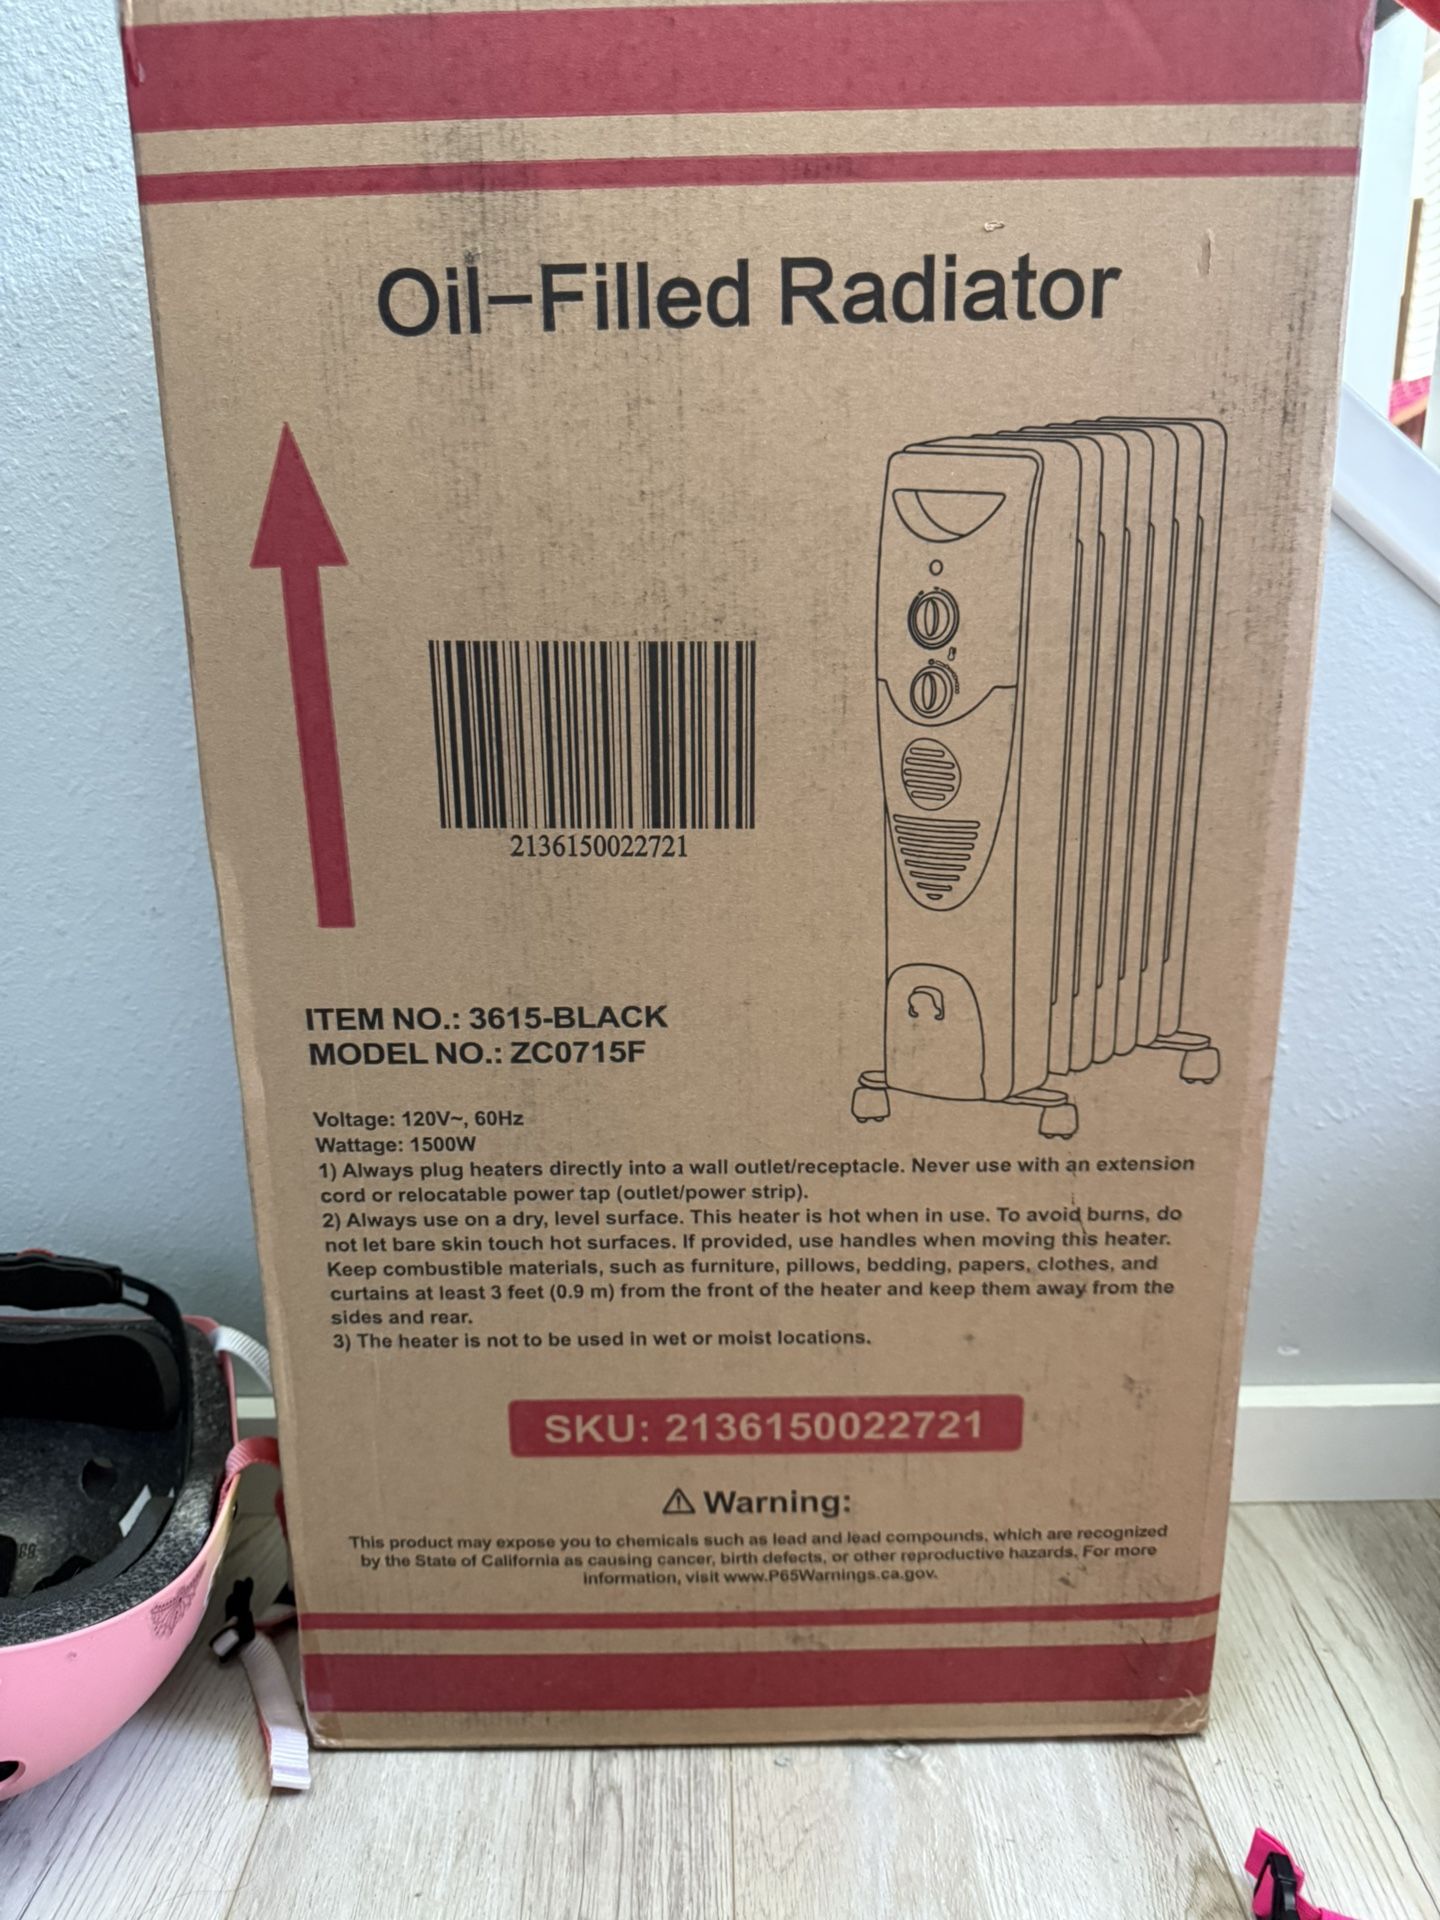 Oil-Filled Radiator
2136150022721
ITEM NO.: 3615-BLACK
MODEL NO.: ZC0715F
Voltage: 120V~, 60Hz
Wattage: 1500W
1) Always plug heaters directly into a wall outlet/receptacle. Never use with an extension
cord or relocatable power tap (outlet/power strip).
2) Always use on a dry, level surface. This heater is hot when in use. To avoid burns, do
not let bare skin touch hot surfaces. If provided, use handles when moving this heater.
Keep combustible materials, such as furniture, pillows, bedding, papers, clothes, and
curtains at least 3 feet (0.9 m) from the front of the heater and keep them away from the
sides and rear.
3) The heater is not to be used in wet or moist locations.
SKU: 2136150022721
⚠ Warning:
This product may expose you to chemicals such as lead and lead compounds, which are recognized
by the State of California as causing cancer, birth defects, or other reproductive hazards. For more
information, visit www.P65Warnings.ca.gov.